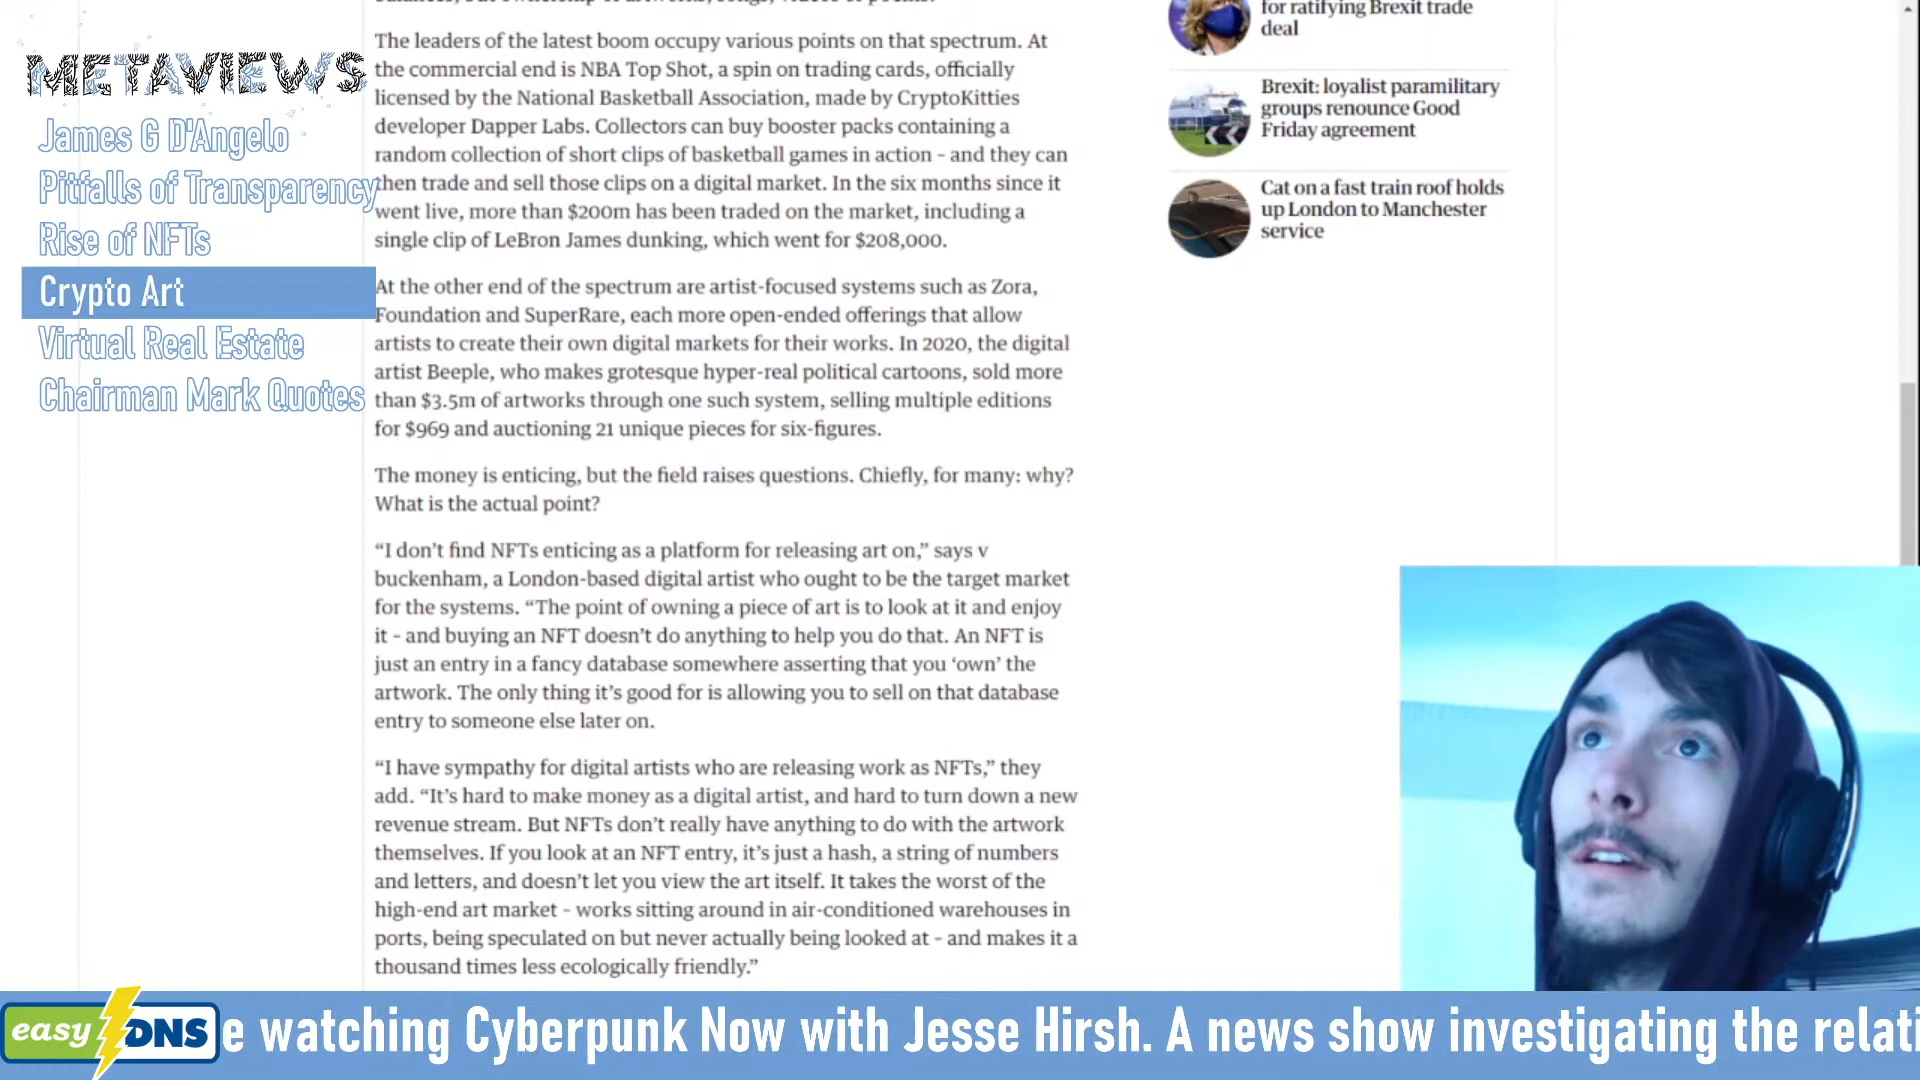 METAVIEWS
James G D'Angelo
Pitfalls of Transparency
Rise of NFTs
Crypto Art
Virtual Real Estate
Chairman Mark Quotes
The leaders of the latest boom occupy various points on that spectrum. At
the commercial end is NBA Top Shot, a spin on trading cards, officially
licensed by the National Basketball Association, made by CryptoKitties
developer Dapper Labs. Collectors can buy booster packs containing a
random collection of short clips of basketball games in action – and they can
then trade and sell those clips on a digital market. In the six months since it
went live, more than $200m has been traded on the market, including a
single clip of LeBron James dunking, which went for $208,000.
At the other end of the spectrum are artist-focused systems such as Zora,
Foundation and SuperRare, each more open-ended offerings that allow
artists to create their own digital markets for their works. In 2020, the digital
artist Beeple, who makes grotesque hyper-real political cartoons, sold more
than $3.5m of artworks through one such system, selling multiple editions
for $969 and auctioning 21 unique pieces for six-figures.
The money is enticing, but the field raises questions. Chiefly, for many: why?
What is the actual point?
“I don’t find NFTs enticing as a platform for releasing art on,” says v
buckenham, a London-based digital artist who ought to be the target market
for the systems. “The point of owning a piece of art is to look at it and enjoy
it – and buying an NFT doesn’t do anything to help you do that. An NFT is
just an entry in a fancy database somewhere asserting that you ‘own’ the
artwork. The only thing it’s good for is allowing you to sell on that database
entry to someone else later on.
“I have sympathy for digital artists who are releasing work as NFTs,” they
add. “It’s hard to make money as a digital artist, and hard to turn down a new
revenue stream. But NFTs don’t really have anything to do with the artwork
themselves. If you look at an NFT entry, it’s just a hash, a string of numbers
and letters, and doesn’t let you view the art itself. It takes the worst of the
high-end art market – works sitting around in air-conditioned warehouses in
ports, being speculated on but never actually being looked at – and makes it a
thousand times less ecologically friendly.”
for ratifying Brexit trade
deal
Brexit: loyalist paramilitary
groups renounce Good
Friday agreement
Cat on a fast train roof holds
up London to Manchester
service
easy DNS
e watching Cyberpunk Now with Jesse Hirsh. A news show investigating the relati